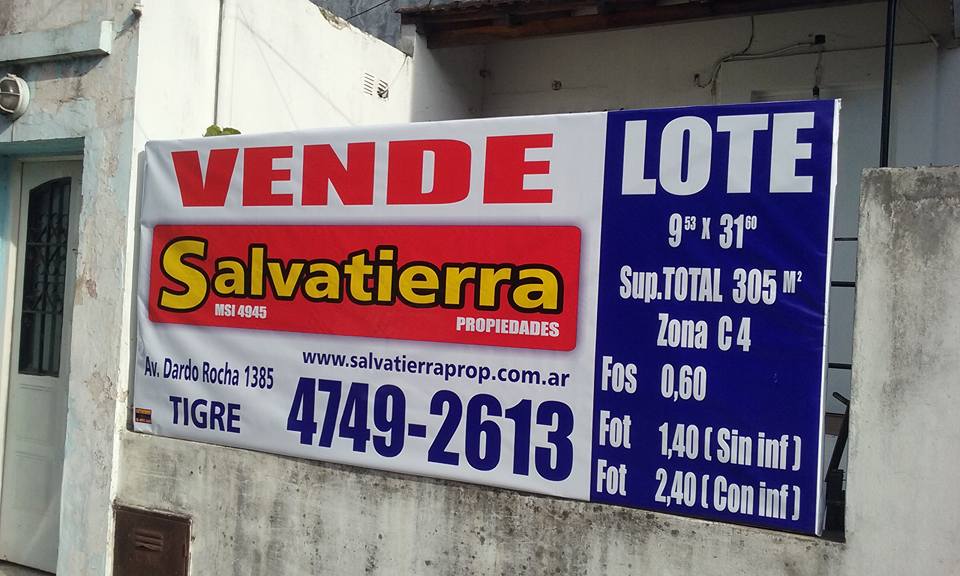 VENDE
Salvatierra
MSI 4945
PROPIEDADES
www.salvatierraprop.com.ar
Av. Dardo Rocha 1385
TIGRE
4749-2613
LOTE
9⁵³ x 31⁶⁰
Sup.TOTAL 305 M²
Zona C 4
Fos 0,60
Fot 1,40 ( Sin inf )
Fot 2,40 ( Con inf )